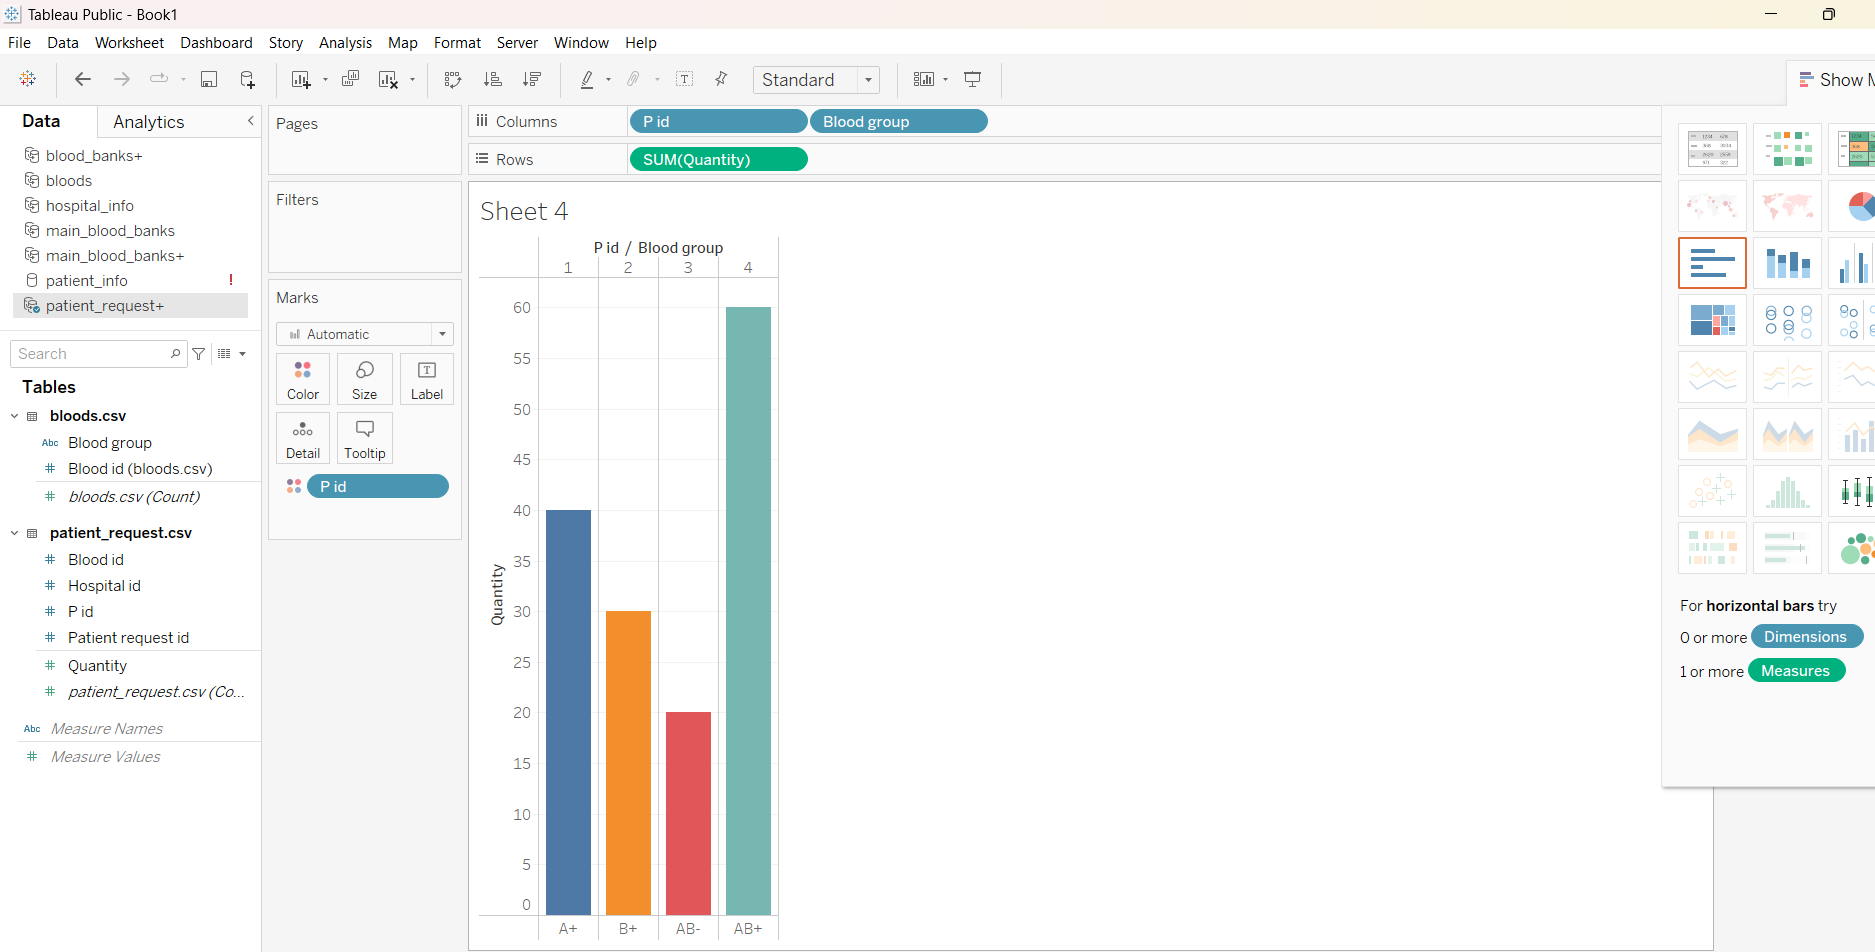 Tableau Public - Book1
File Data Worksheet Dashboard Story Analysis Map Format Server Window Help
Standard
Show M
Data Analytics
blood_banks+
bloods
hospital_info
main_blood_banks
main_blood_banks+
patient_info !
patient_request+
Search
Tables
bloods.csv
Abc Blood group
# Blood id (bloods.csv)
# bloods.csv (Count)
patient_request.csv
# Blood id
# Hospital id
# P id
# Patient request id
# Quantity
# patient_request.csv (Co...
Abc Measure Names
# Measure Values
Pages
Filters
Marks
Automatic
Color Size Label
Detail Tooltip
P id
Columns P id Blood group
Rows SUM(Quantity)
Sheet 4
P id / Blood group
1 2 3 4
Quantity
60
55
50
45
40
35
30
25
20
15
10
5
0
A+ B+ AB- AB+
For horizontal bars try
0 or more Dimensions
1 or more Measures